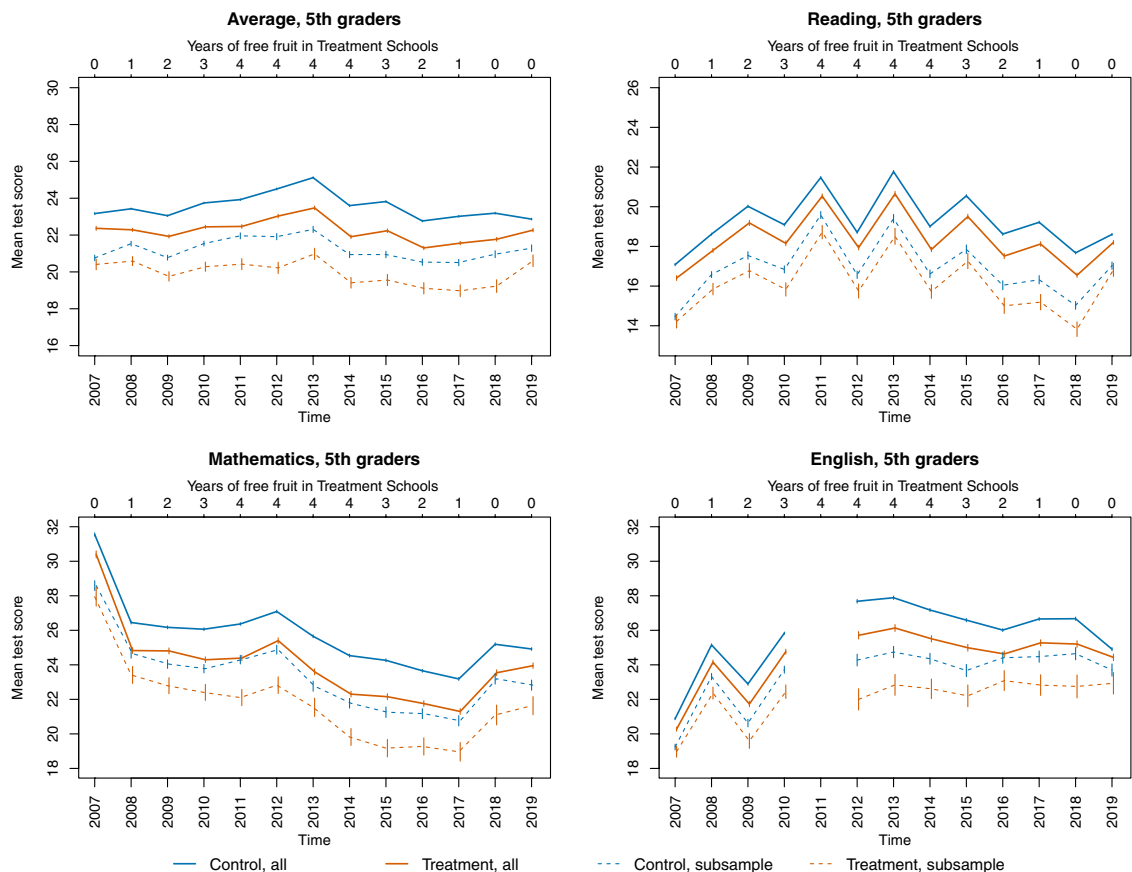 Average, 5th graders
Years of free fruit in Treatment Schools
0 1 2 3 4 4 4 4 3 2 1 0 0
30
28
26
24
22
20
18
16
Mean test score
2007 2008 2009 2010 2011 2012 2013 2014 2015 2016 2017 2018 2019
Time
Reading, 5th graders
Years of free fruit in Treatment Schools
0 1 2 3 4 4 4 4 3 2 1 0 0
26
24
22
20
18
16
14
Mean test score
2007 2008 2009 2010 2011 2012 2013 2014 2015 2016 2017 2018 2019
Time
Mathematics, 5th graders
Years of free fruit in Treatment Schools
0 1 2 3 4 4 4 4 3 2 1 0 0
32
30
28
26
24
22
20
18
Mean test score
2007 2008 2009 2010 2011 2012 2013 2014 2015 2016 2017 2018 2019
Time
English, 5th graders
Years of free fruit in Treatment Schools
0 1 2 3 4 4 4 4 3 2 1 0 0
32
30
28
26
24
22
20
18
Mean test score
2007 2008 2009 2010 2011 2012 2013 2014 2015 2016 2017 2018 2019
Time
Control, all Treatment, all Control, subsample Treatment, subsample